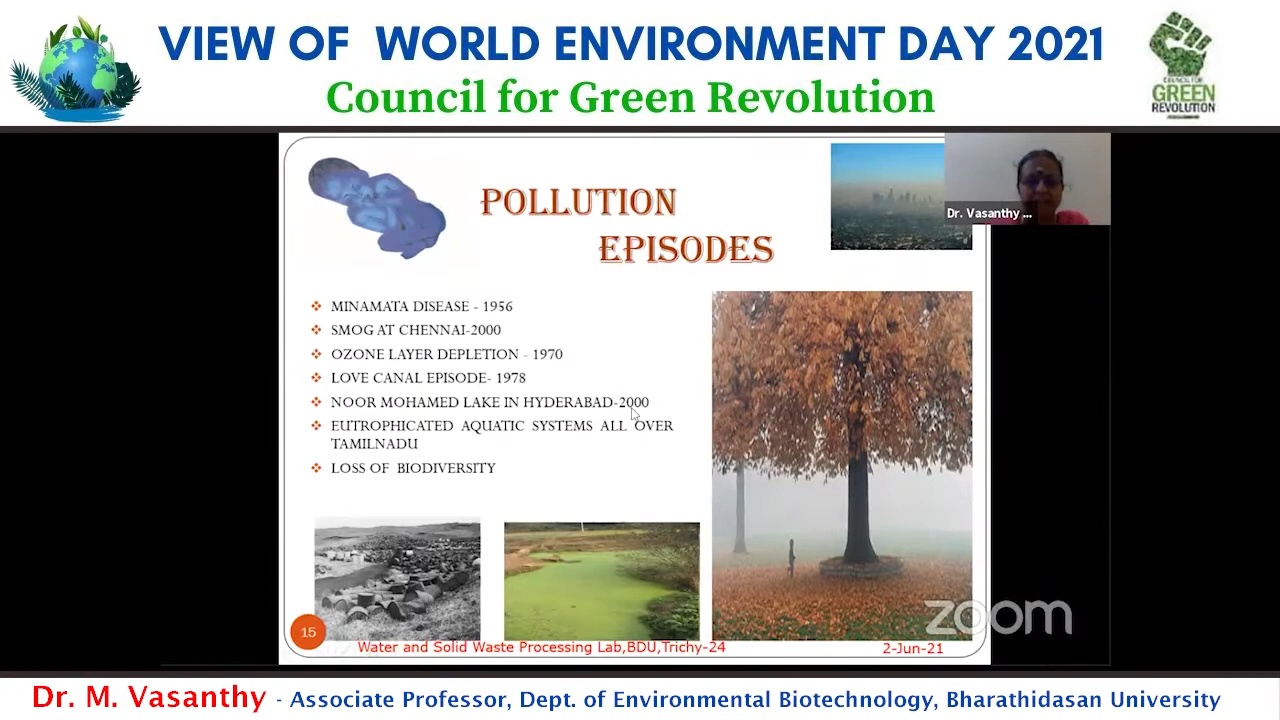 VIEW OF WORLD ENVIRONMENT DAY 2021
Council for Green Revolution
COUNCIL FOR
GREEN
REVOLUTION
POLLUTION
EPISODES
Dr. Vasanthy ...
MINAMATA DISEASE - 1956
SMOG AT CHENNAI-2000
OZONE LAYER DEPLETION - 1970
LOVE CANAL EPISODE- 1978
NOOR MOHAMED LAKE IN HYDERABAD-2000
EUTROPHICATED AQUATIC SYSTEMS ALL OVER
TAMILNADU
LOSS OF BIODIVERSITY
zoom
15
Water and Solid Waste Processing Lab,BDU,Trichy-24
2-Jun-21
Dr. M. Vasanthy - Associate Professor, Dept. of Environmental Biotechnology, Bharathidasan University